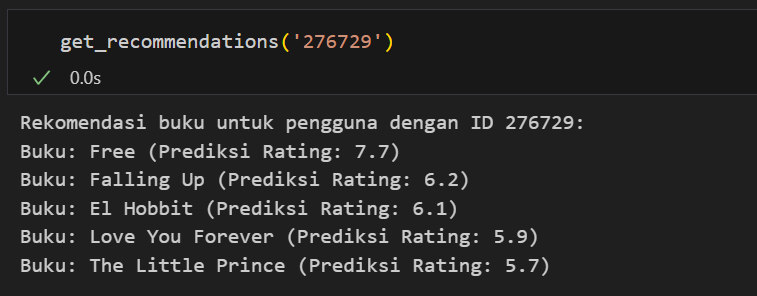 get_recommendations('276729')
0.0s
Rekomendasi buku untuk pengguna dengan ID 276729:
Buku: Free (Prediksi Rating: 7.7)
Buku: Falling Up (Prediksi Rating: 6.2)
Buku: El Hobbit (Prediksi Rating: 6.1)
Buku: Love You Forever (Prediksi Rating: 5.9)
Buku: The Little Prince (Prediksi Rating: 5.7)